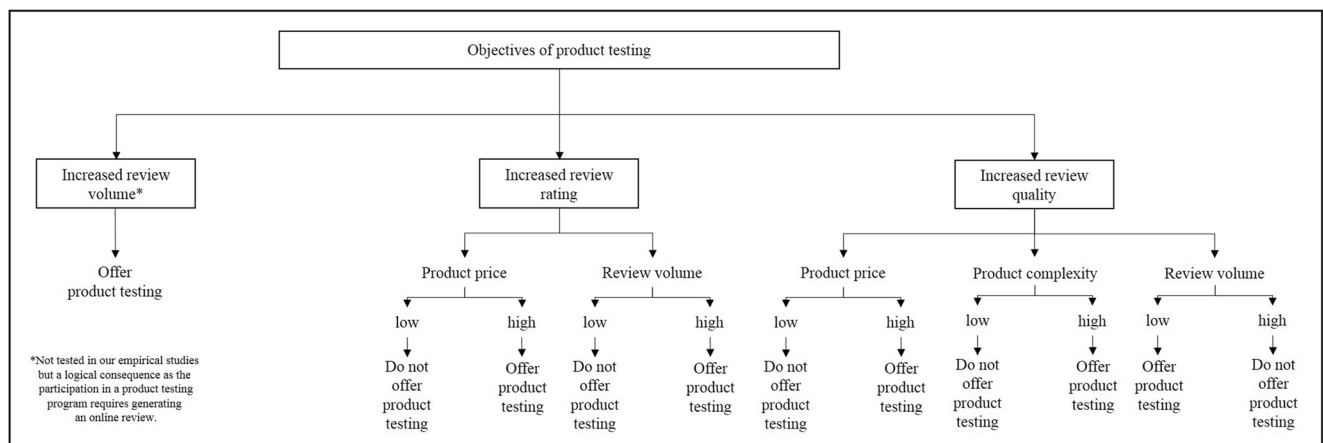 Objectives of product testing
Increased review
volume*
Increased review
rating
Increased review
quality
Offer
product testing
Product price
Review volume
Product price
Product complexity
Review volume
low
high
low
high
low
high
low
high
low
high
Do not
offer
product
testing
Offer
product
testing
Do not
offer
product
testing
Offer
product
testing
Do not
offer
product
testing
Offer
product
testing
Do not
offer
product
testing
Offer
product
testing
Offer
product
testing
Do not
offer
product
testing
*Not tested in our empirical studies
but a logical consequence as the
participation in a product testing
program requires generating
an online review.